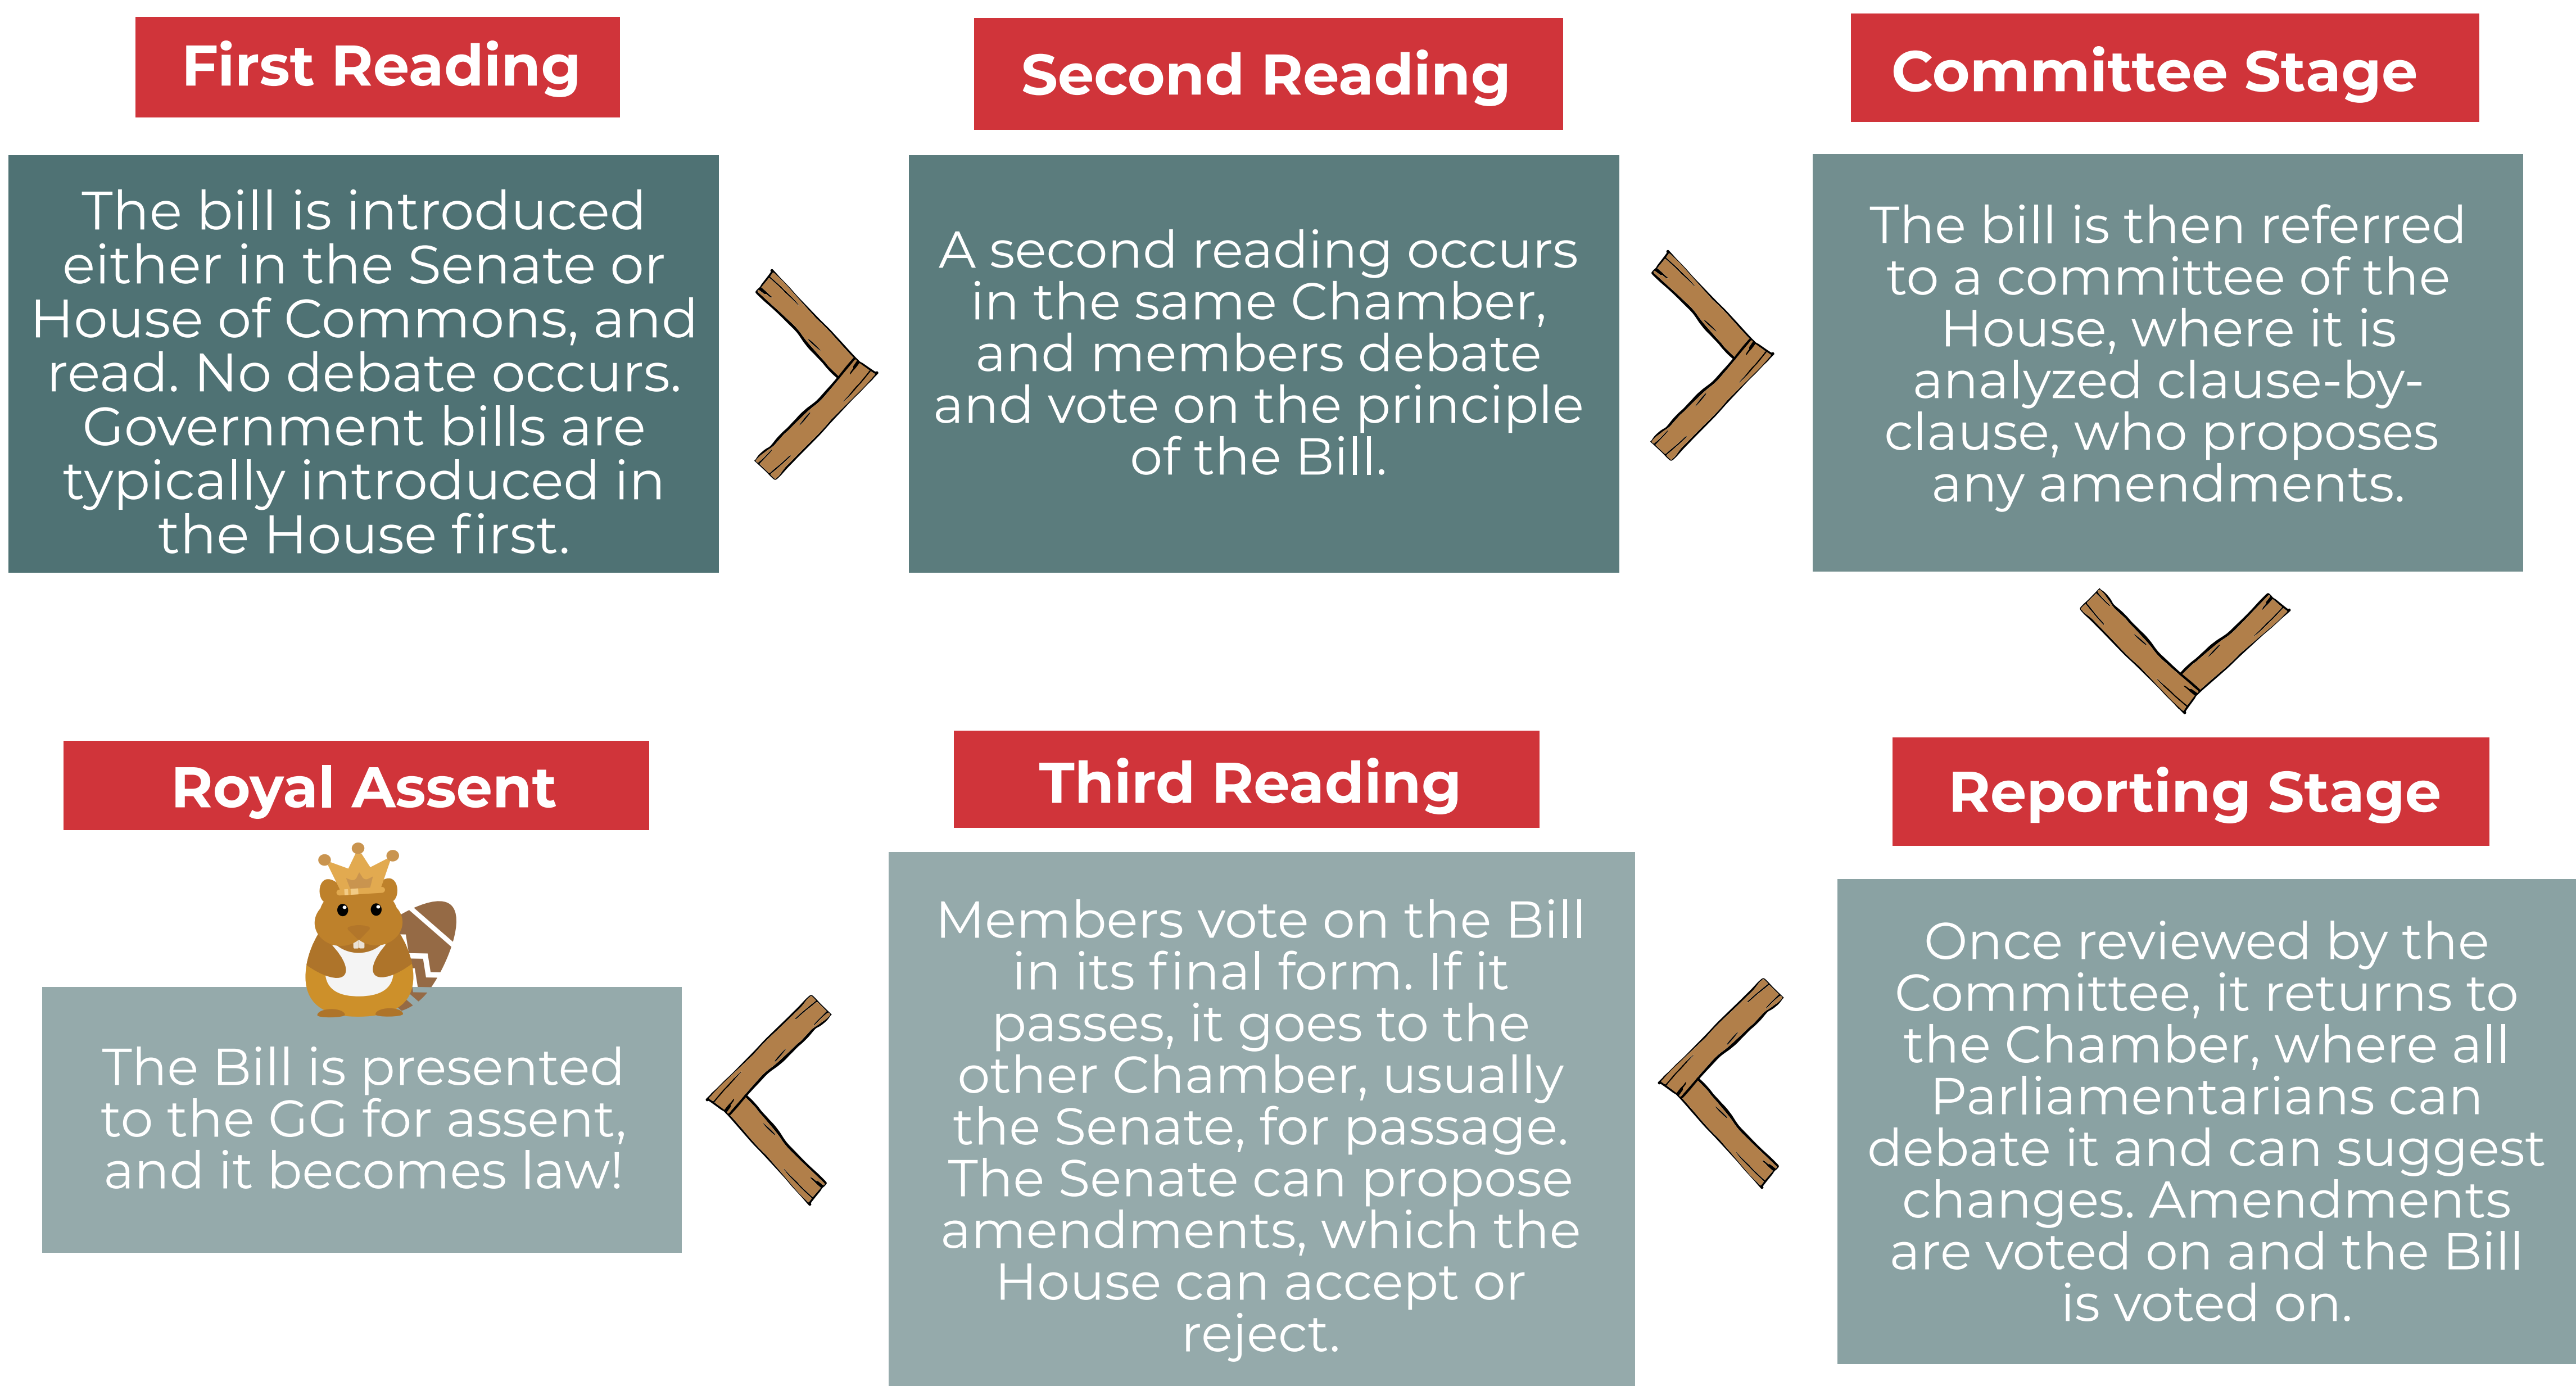 First Reading
The bill is introduced
either in the Senate or
House of Commons, and
read. No debate occurs.
Government bills are
typically introduced in
the House first.
Second Reading
A second reading occurs
in the same Chamber,
and members debate
and vote on the principle
of the Bill.
Committee Stage
The bill is then referred
to a committee of the
House, where it is
analyzed clause-by-
clause, who proposes
any amendments.
Reporting Stage
Once reviewed by the
Committee, it returns to
the Chamber, where all
Parliamentarians can
debate it and can suggest
changes. Amendments
are voted on and the Bill
is voted on.
Third Reading
Members vote on the Bill
in its final form. If it
passes, it goes to the
other Chamber, usually
the Senate, for passage.
The Senate can propose
amendments, which the
House can accept or
reject.
Royal Assent
The Bill is presented
to the GG for assent,
and it becomes law!